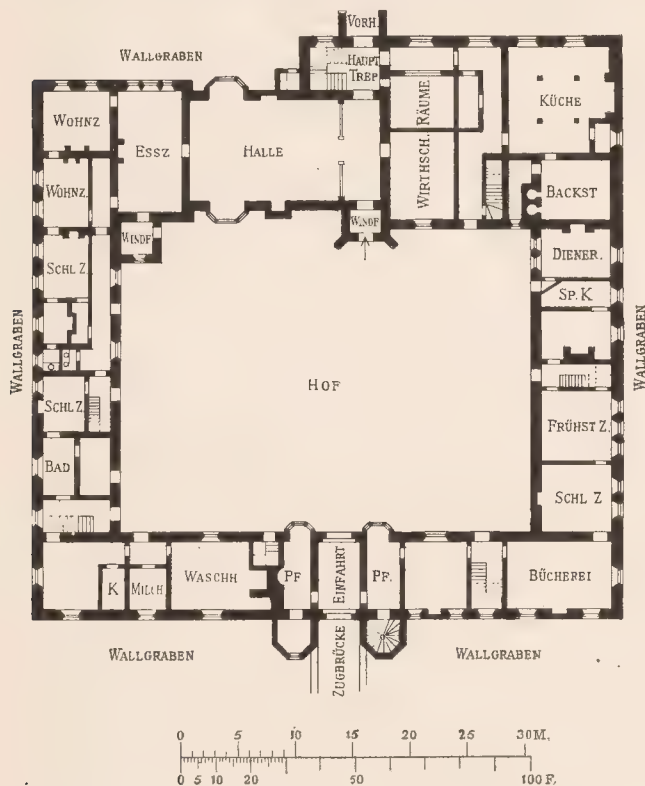 VORH.
WALLGRABEN
HAUPT
TREP
WOHNZ
ESSZ
HALLE
WIRTHSCH. RÄUME
KÜCHE
WOHNZ.
BACKST
WINDF
WINDF
SCHL Z.
DIENER.
SP. K
WALLGRABEN
HOF
WALLGRABEN
SCHL Z.
FRÜHST Z.
BAD
SCHL Z
K
MILCH
WASCHH
PF
EINFAHRT
PF.
BÜCHEREI
WALLGRABEN
ZUGBRÜCKE
WALLGRABEN
0 5 10 15 20 25 30 M.
0 5 10 20 50 100 F.